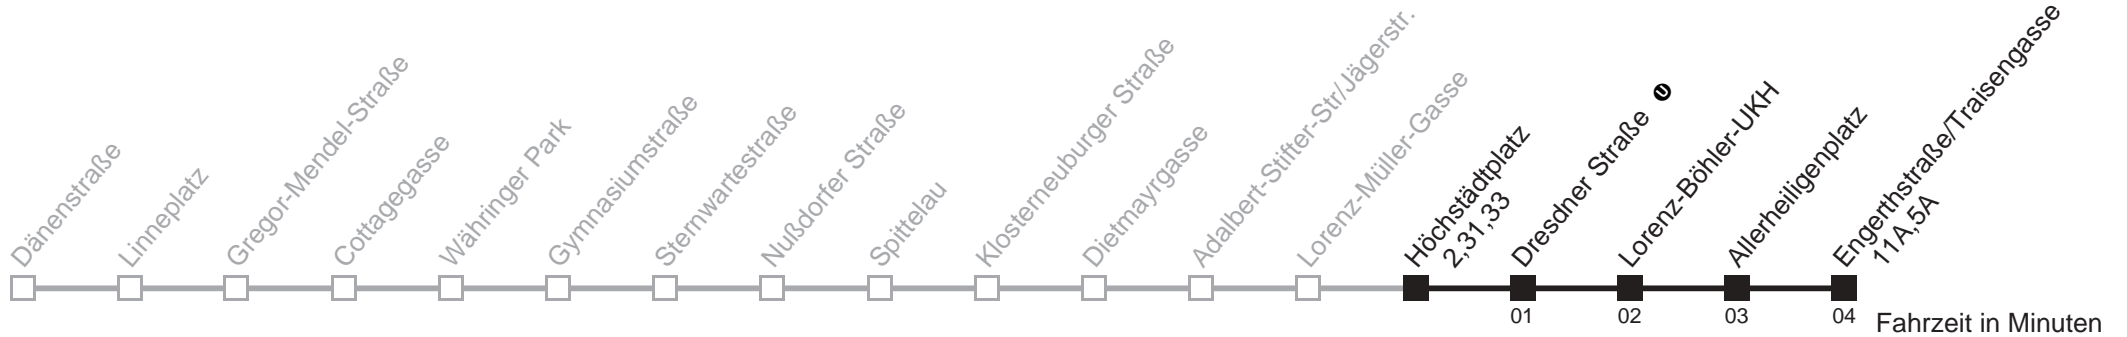 Dänenstraße
Linneplatz
Gregor-Mendel-Straße
Cottagegasse
Währinger Park
Gymnasiumstraße
Sternwartestraße
Nußdorfer Straße
Spittelau
Klosterneuburger Straße
Dietmayrgasse
Adalbert-Stifter-Str/Jägerstr.
Lorenz-Müller-Gasse
Höchstädtplatz
2,31,33
Dresdner Straße U
Lorenz-Böhler-UKH
Allerheiligenplatz
Engerthstraße/Traisengasse
11A,5A
01
02
03
04
Fahrzeit in Minuten